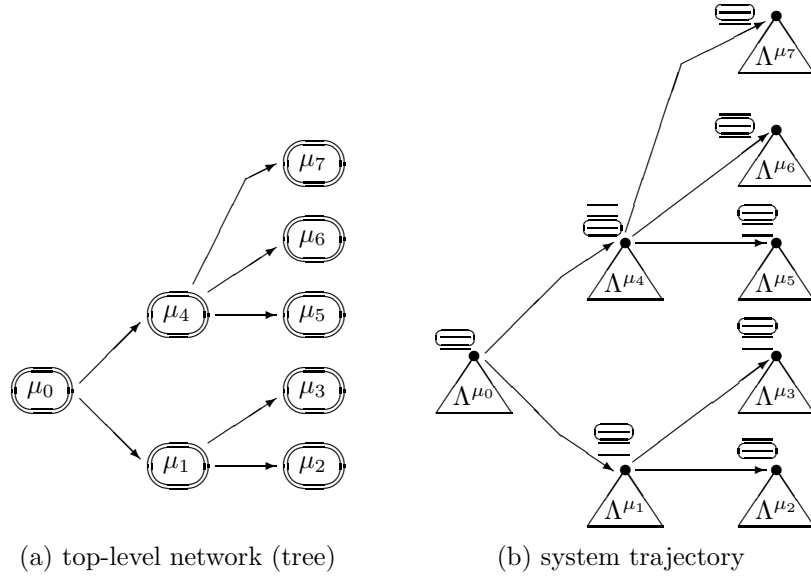 μ₇
μ₆
μ₄
μ₅
μ₀
μ₃
μ₁
μ₂
(a) top-level network (tree)
Λ^μ₇
Λ^μ₆
Λ^μ₄
Λ^μ₅
Λ^μ₀
Λ^μ₃
Λ^μ₁
Λ^μ₂
(b) system trajectory